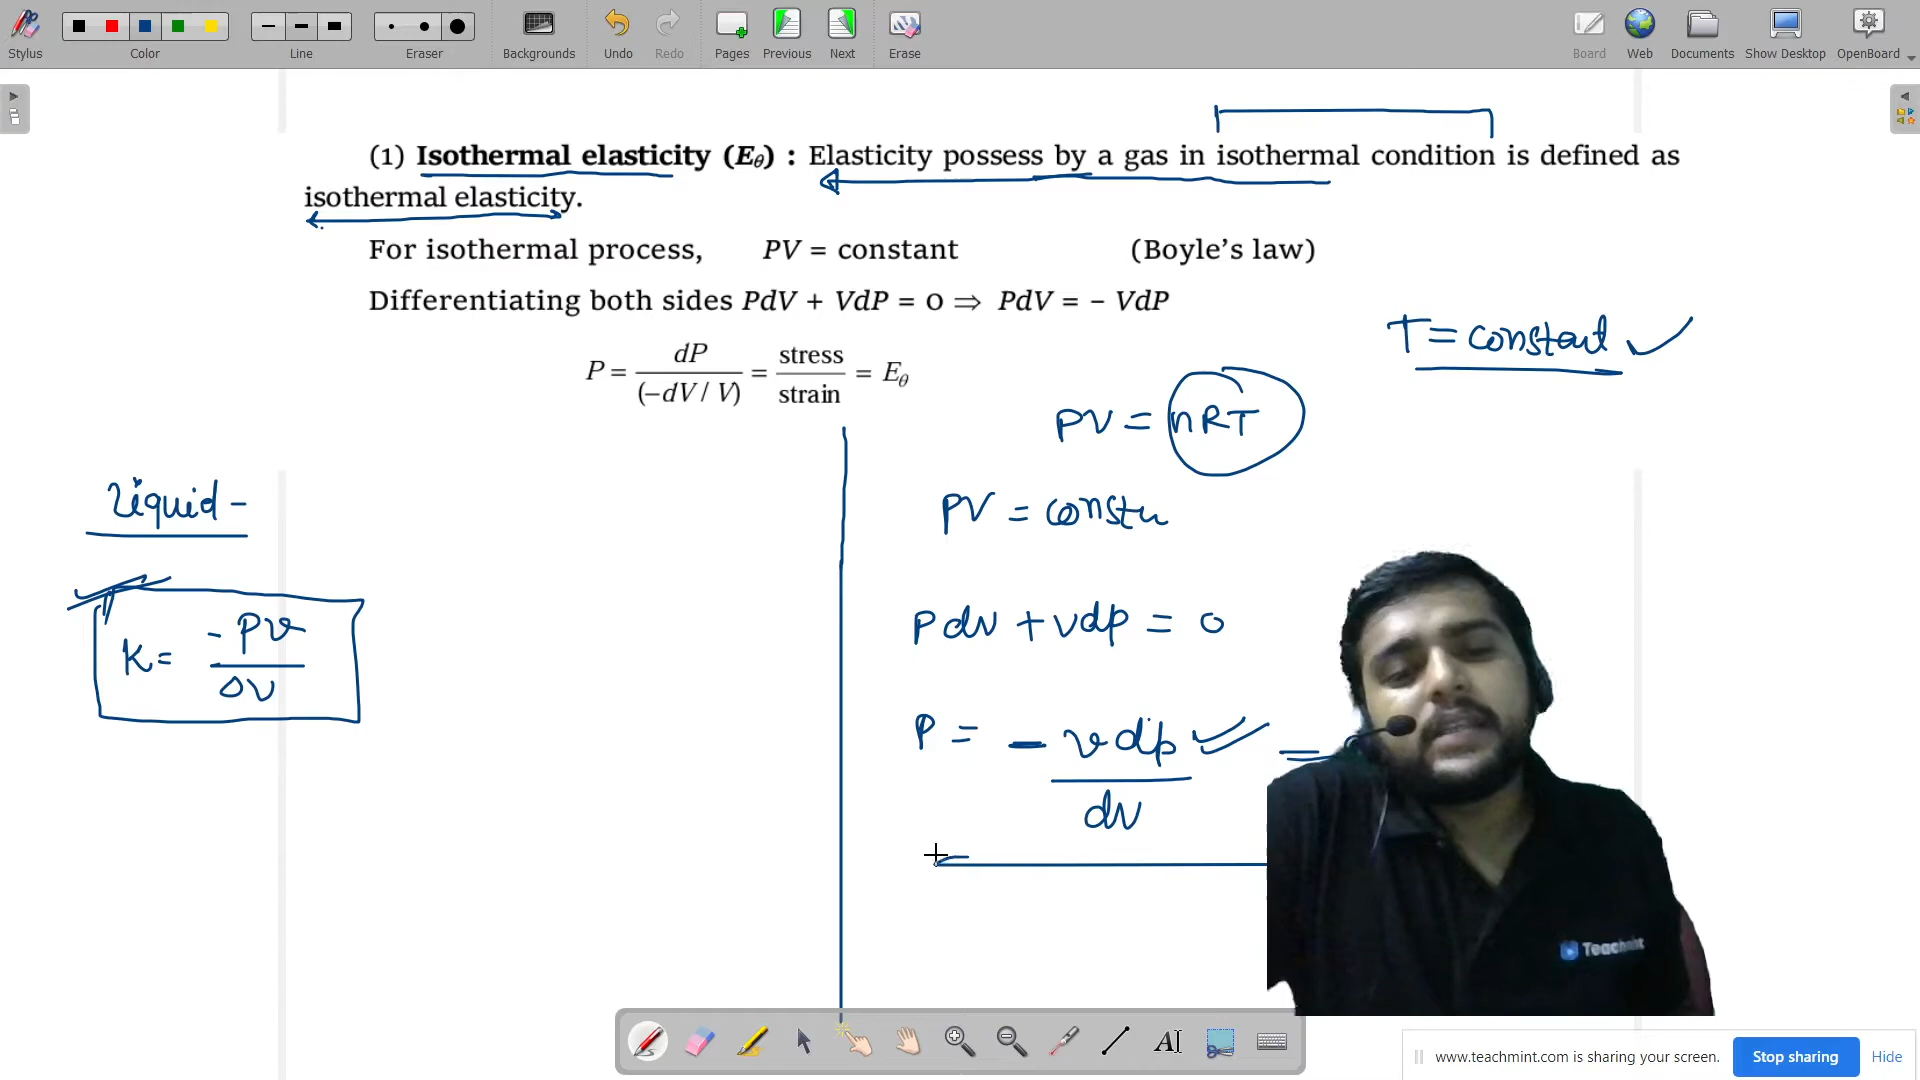 Stylus
Color
Line
Eraser
Backgrounds
Undo
Redo
Pages
Previous
Next
Erase
Board
Web
Documents
Show Desktop
OpenBoard
(1) Isothermal elasticity (Eθ) : Elasticity possess by a gas in isothermal condition is defined as
isothermal elasticity.
For isothermal process, PV = constant (Boyle's law)
Differentiating both sides PdV + VdP = 0 ⇒ PdV = – VdP
P = dP / (–dV / V) = stress / strain = Eθ
T = constant ✓
PV = nRT
PV = const
Pdv + vdp = 0
P = - vdp / dv =
Liquid -
K = - PV / ΔV
Teachmint
www.teachmint.com is sharing your screen.
Stop sharing
Hide